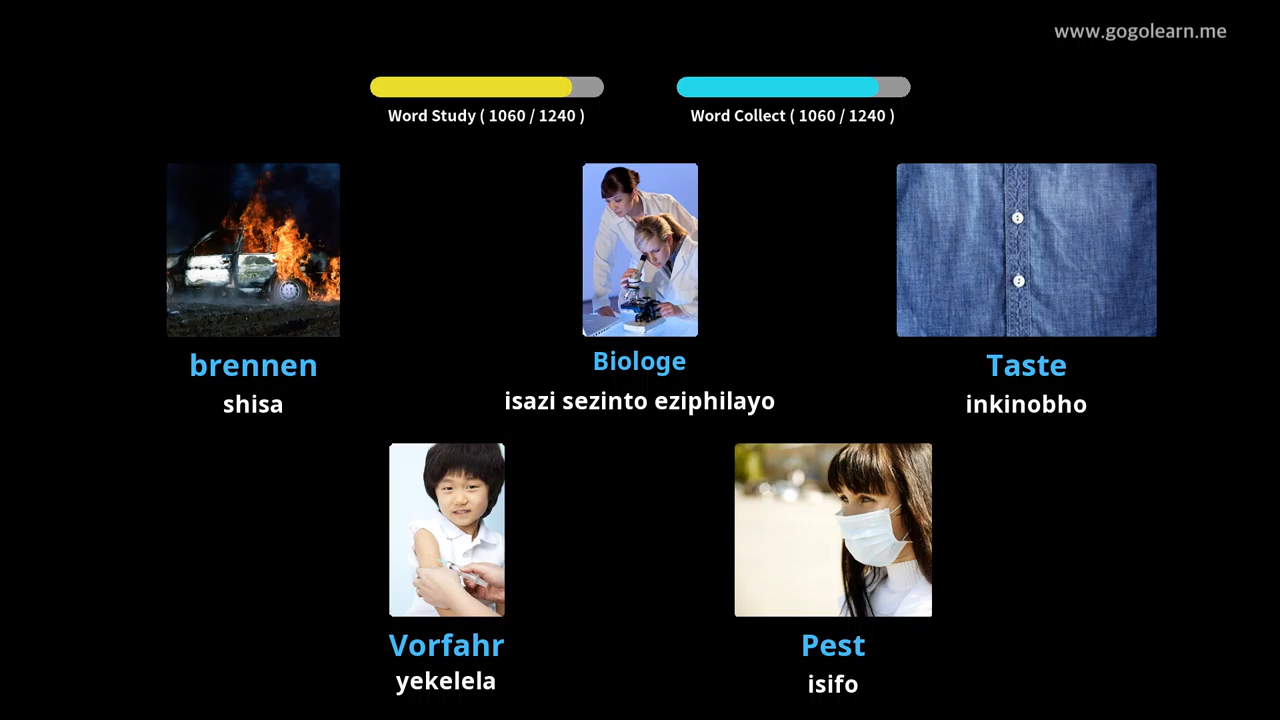 www.gogolearn.me
Word Study ( 1060 / 1240 )
Word Collect ( 1060 / 1240 )
brennen
shisa
Biologe
isazi sezinto eziphilayo
Taste
inkinobho
Vorfahr
yekelela
Pest
isifo